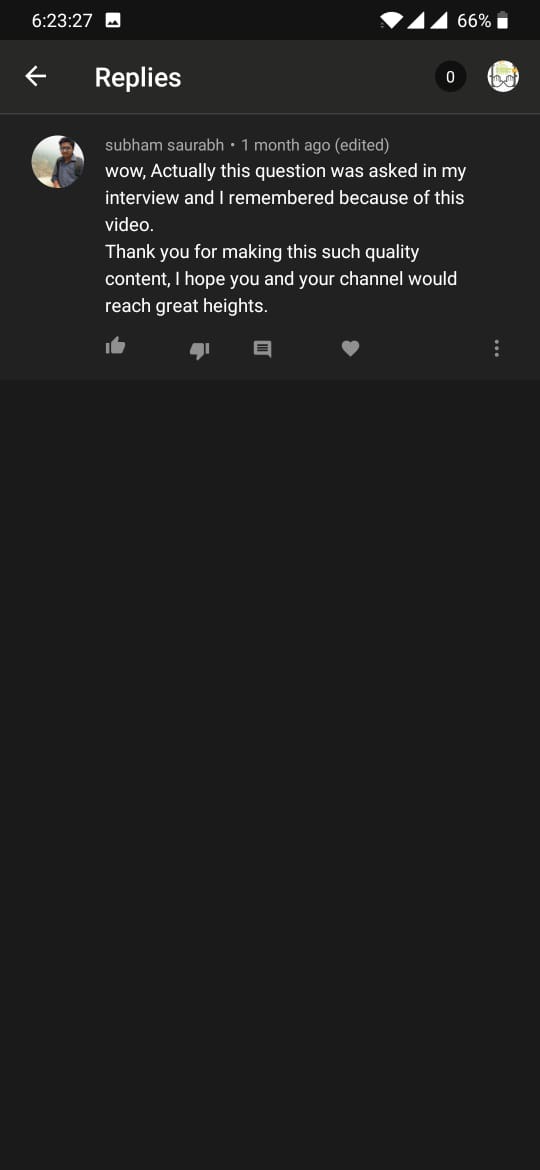 6:23:27 66%
Replies 0
subham saurabh • 1 month ago (edited)
wow, Actually this question was asked in my
interview and I remembered because of this
video.
Thank you for making this such quality
content, I hope you and your channel would
reach great heights.